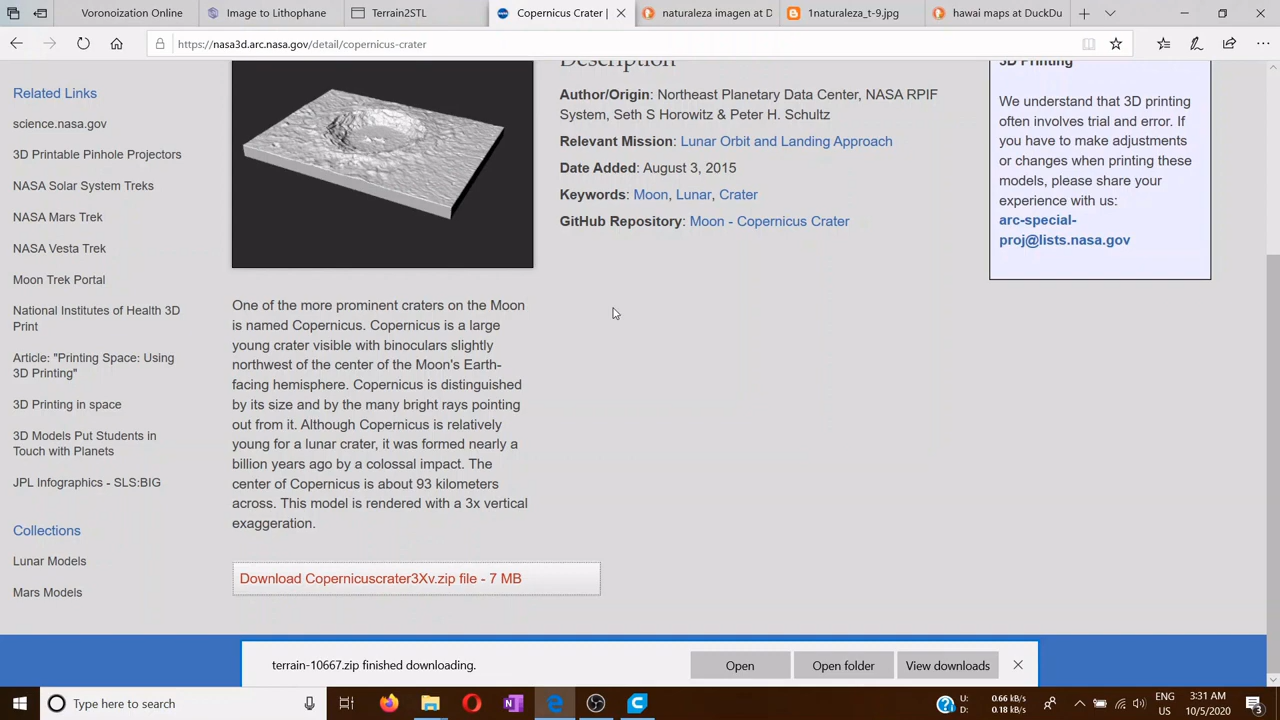 Voronoization Online
Image to Lithophane
Terrain2STL
Copernicus Crater |
naturaleza imagen at D
1naturaleza_t-9.jpg
hawai maps at DuckDu
https://nasa3d.arc.nasa.gov/detail/copernicus-crater
Related Links
science.nasa.gov
3D Printable Pinhole Projectors
NASA Solar System Treks
NASA Mars Trek
NASA Vesta Trek
Moon Trek Portal
National Institutes of Health 3D
Print
Article: "Printing Space: Using
3D Printing"
3D Printing in space
3D Models Put Students in
Touch with Planets
JPL Infographics - SLS:BIG
Collections
Lunar Models
Mars Models
One of the more prominent craters on the Moon
is named Copernicus. Copernicus is a large
young crater visible with binoculars slightly
northwest of the center of the Moon's Earth-
facing hemisphere. Copernicus is distinguished
by its size and by the many bright rays pointing
out from it. Although Copernicus is relatively
young for a lunar crater, it was formed nearly a
billion years ago by a colossal impact. The
center of Copernicus is about 93 kilometers
across. This model is rendered with a 3x vertical
exaggeration.
Download Copernicuscrater3Xv.zip file - 7 MB
Description
Author/Origin: Northeast Planetary Data Center, NASA RPIF
System, Seth S Horowitz & Peter H. Schultz
Relevant Mission: Lunar Orbit and Landing Approach
Date Added: August 3, 2015
Keywords: Moon, Lunar, Crater
GitHub Repository: Moon - Copernicus Crater
3D Printing
We understand that 3D printing
often involves trial and error. If
you have to make adjustments
or changes when printing these
models, please share your
experience with us:
arc-special-
proj@lists.nasa.gov
terrain-10667.zip finished downloading.
Open
Open folder
View downloads
Type here to search
U:
D:
0.66 kB/s
0.18 kB/s
ENG
US
3:31 AM
10/5/2020
3